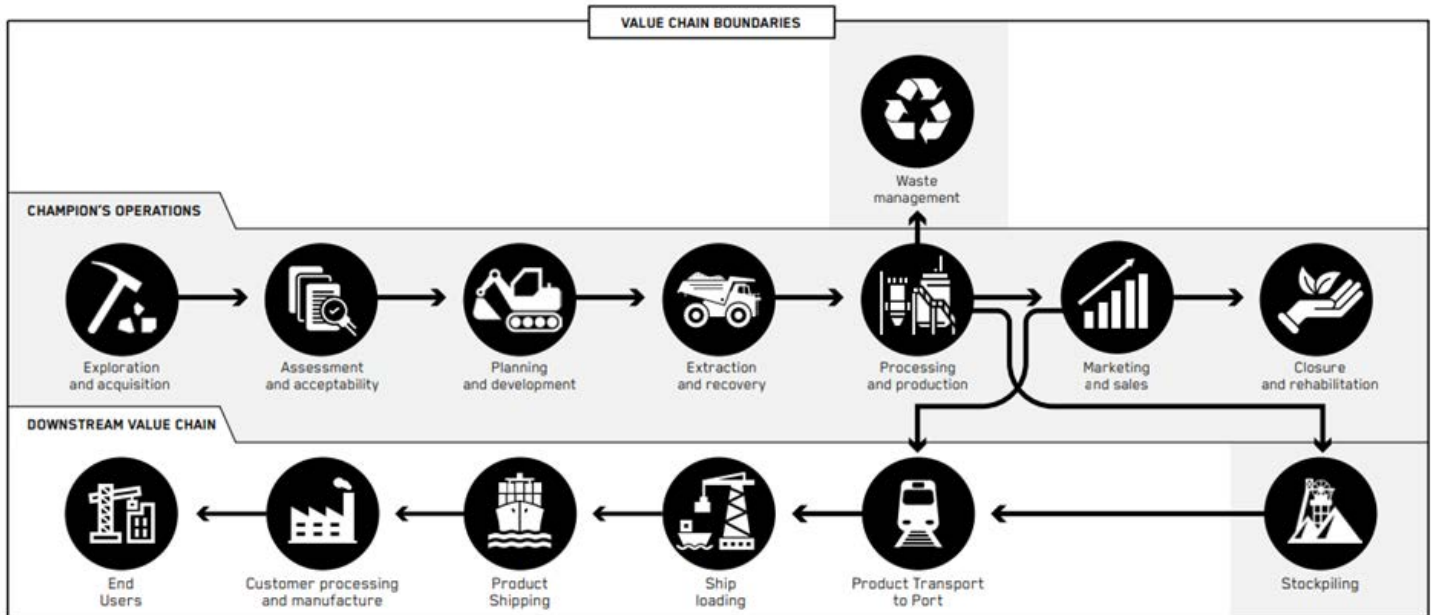 VALUE CHAIN BOUNDARIES
Waste
management
CHAMPION'S OPERATIONS
Exploration
and acquisition
Assessment
and acceptability
Planning
and development
Extraction
and recovery
Processing
and production
Marketing
and sales
Closure
and rehabilitation
DOWNSTREAM VALUE CHAIN
End
Users
Customer processing
and manufacture
Product
Shipping
Ship
loading
Product Transport
to Port
Stockpiling